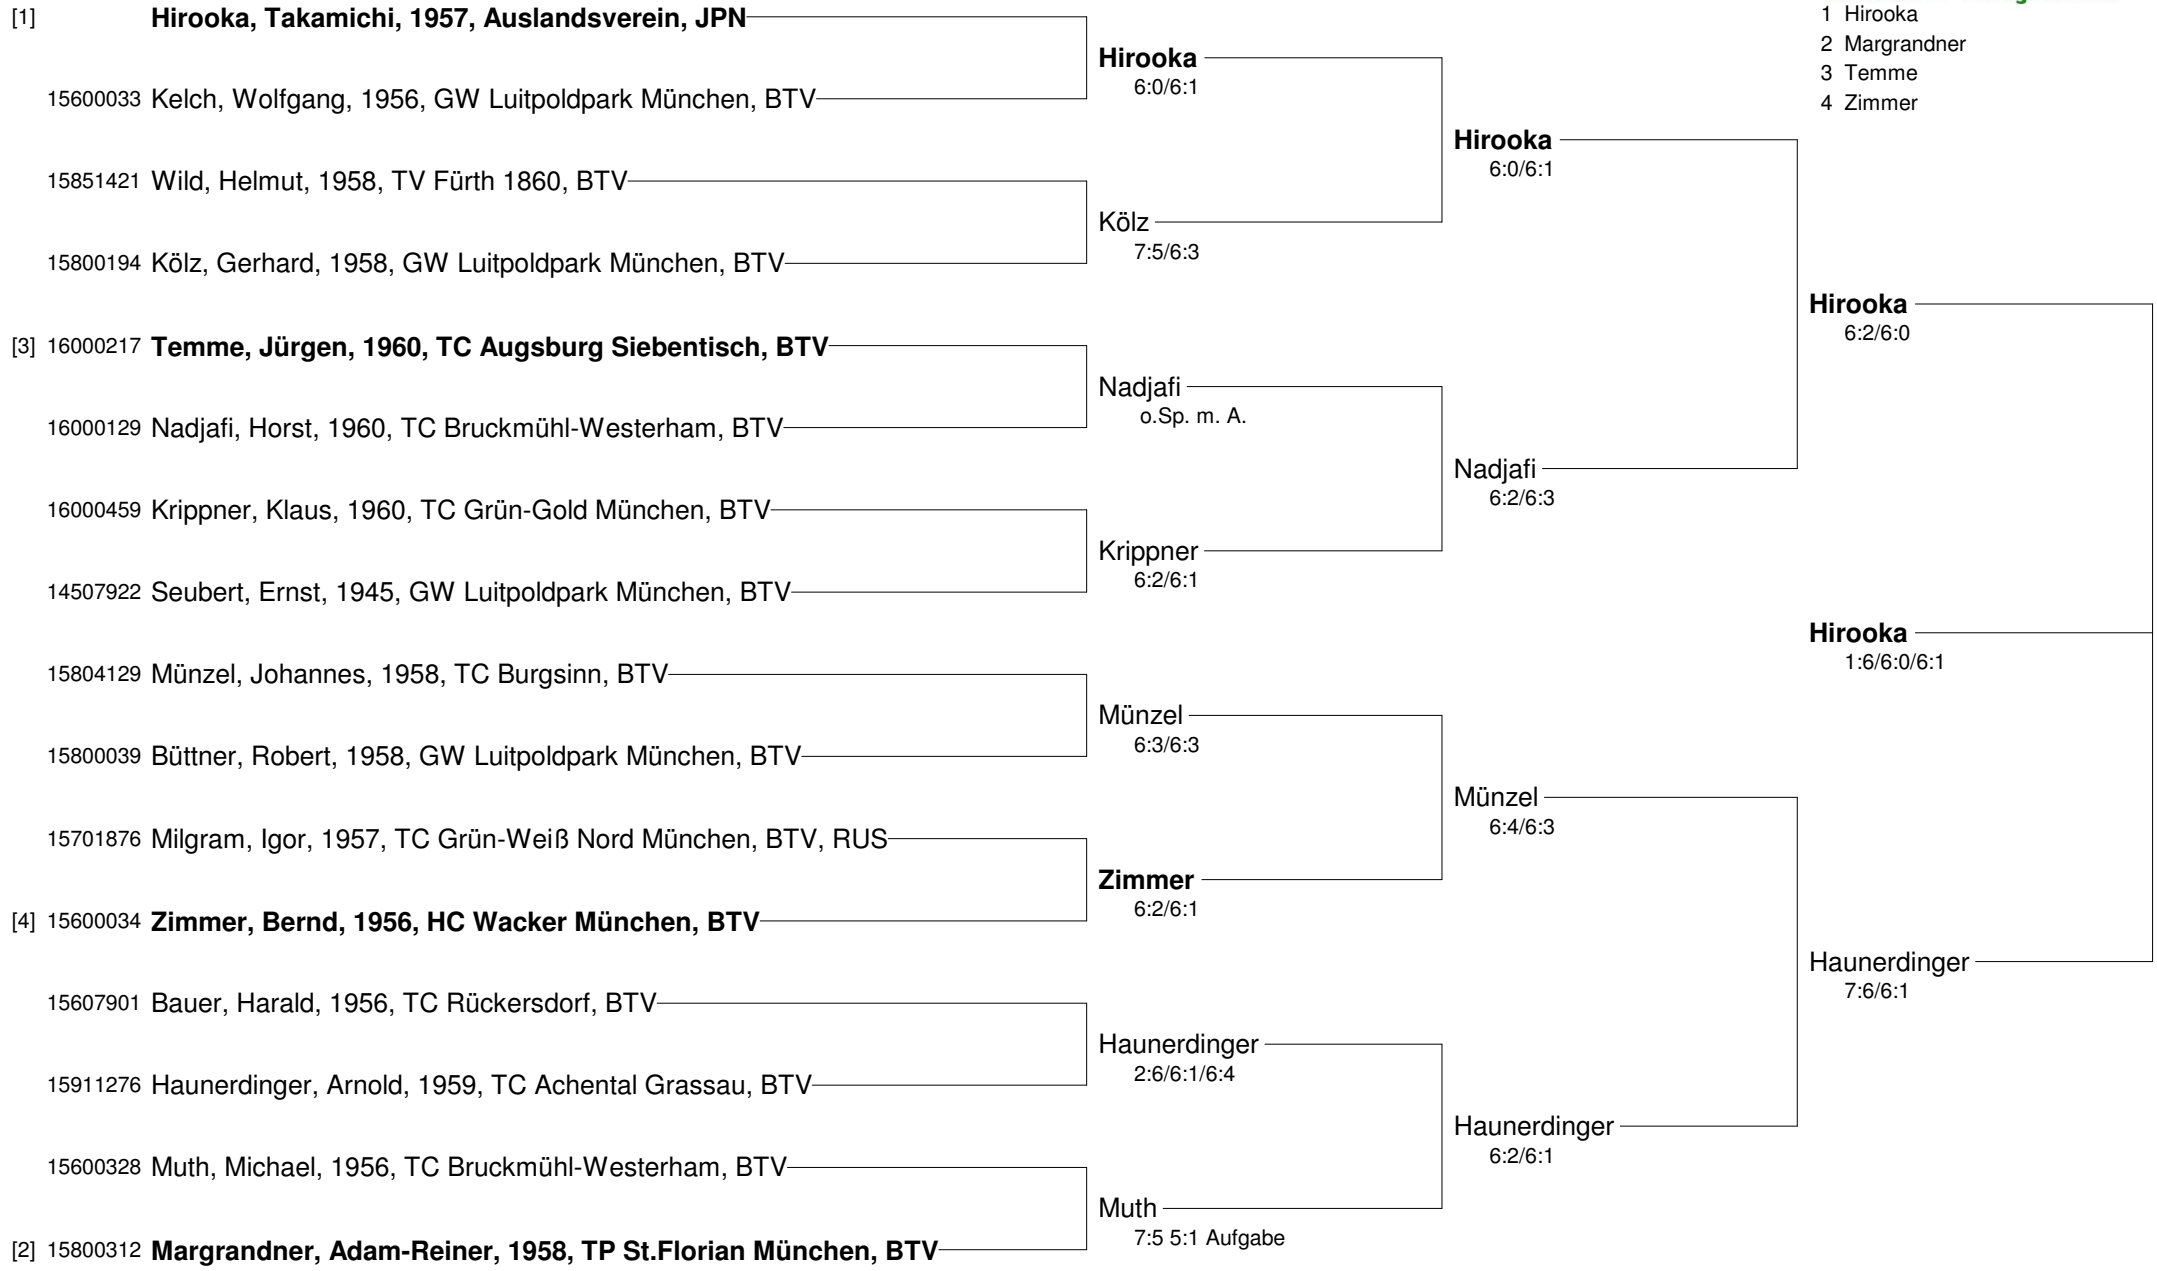 [1] Hirooka, Takamichi, 1957, Auslandsverein, JPN
1 Hirooka
2 Margrandner
3 Temme
4 Zimmer
Hirooka
6:0/6:1
15600033 Kelch, Wolfgang, 1956, GW Luitpoldpark München, BTV
Hirooka
6:0/6:1
15851421 Wild, Helmut, 1958, TV Fürth 1860, BTV
Kölz
7:5/6:3
15800194 Kölz, Gerhard, 1958, GW Luitpoldpark München, BTV
Hirooka
6:2/6:0
[3] 16000217 Temme, Jürgen, 1960, TC Augsburg Siebentisch, BTV
Nadjafi
o.Sp. m. A.
16000129 Nadjafi, Horst, 1960, TC Bruckmühl-Westerham, BTV
Nadjafi
6:2/6:3
16000459 Krippner, Klaus, 1960, TC Grün-Gold München, BTV
Krippner
6:2/6:1
14507922 Seubert, Ernst, 1945, GW Luitpoldpark München, BTV
Hirooka
1:6/6:0/6:1
15804129 Münzel, Johannes, 1958, TC Burgsinn, BTV
Münzel
6:3/6:3
15800039 Büttner, Robert, 1958, GW Luitpoldpark München, BTV
Münzel
6:4/6:3
15701876 Milgram, Igor, 1957, TC Grün-Weiß Nord München, BTV, RUS
Zimmer
6:2/6:1
[4] 15600034 Zimmer, Bernd, 1956, HC Wacker München, BTV
Haunerdinger
7:6/6:1
15607901 Bauer, Harald, 1956, TC Rückersdorf, BTV
Haunerdinger
2:6/6:1/6:4
15911276 Haunerdinger, Arnold, 1959, TC Achental Grassau, BTV
Haunerdinger
6:2/6:1
15600328 Muth, Michael, 1956, TC Bruckmühl-Westerham, BTV
Muth
7:5 5:1 Aufgabe
[2] 15800312 Margrandner, Adam-Reiner, 1958, TP St.Florian München, BTV